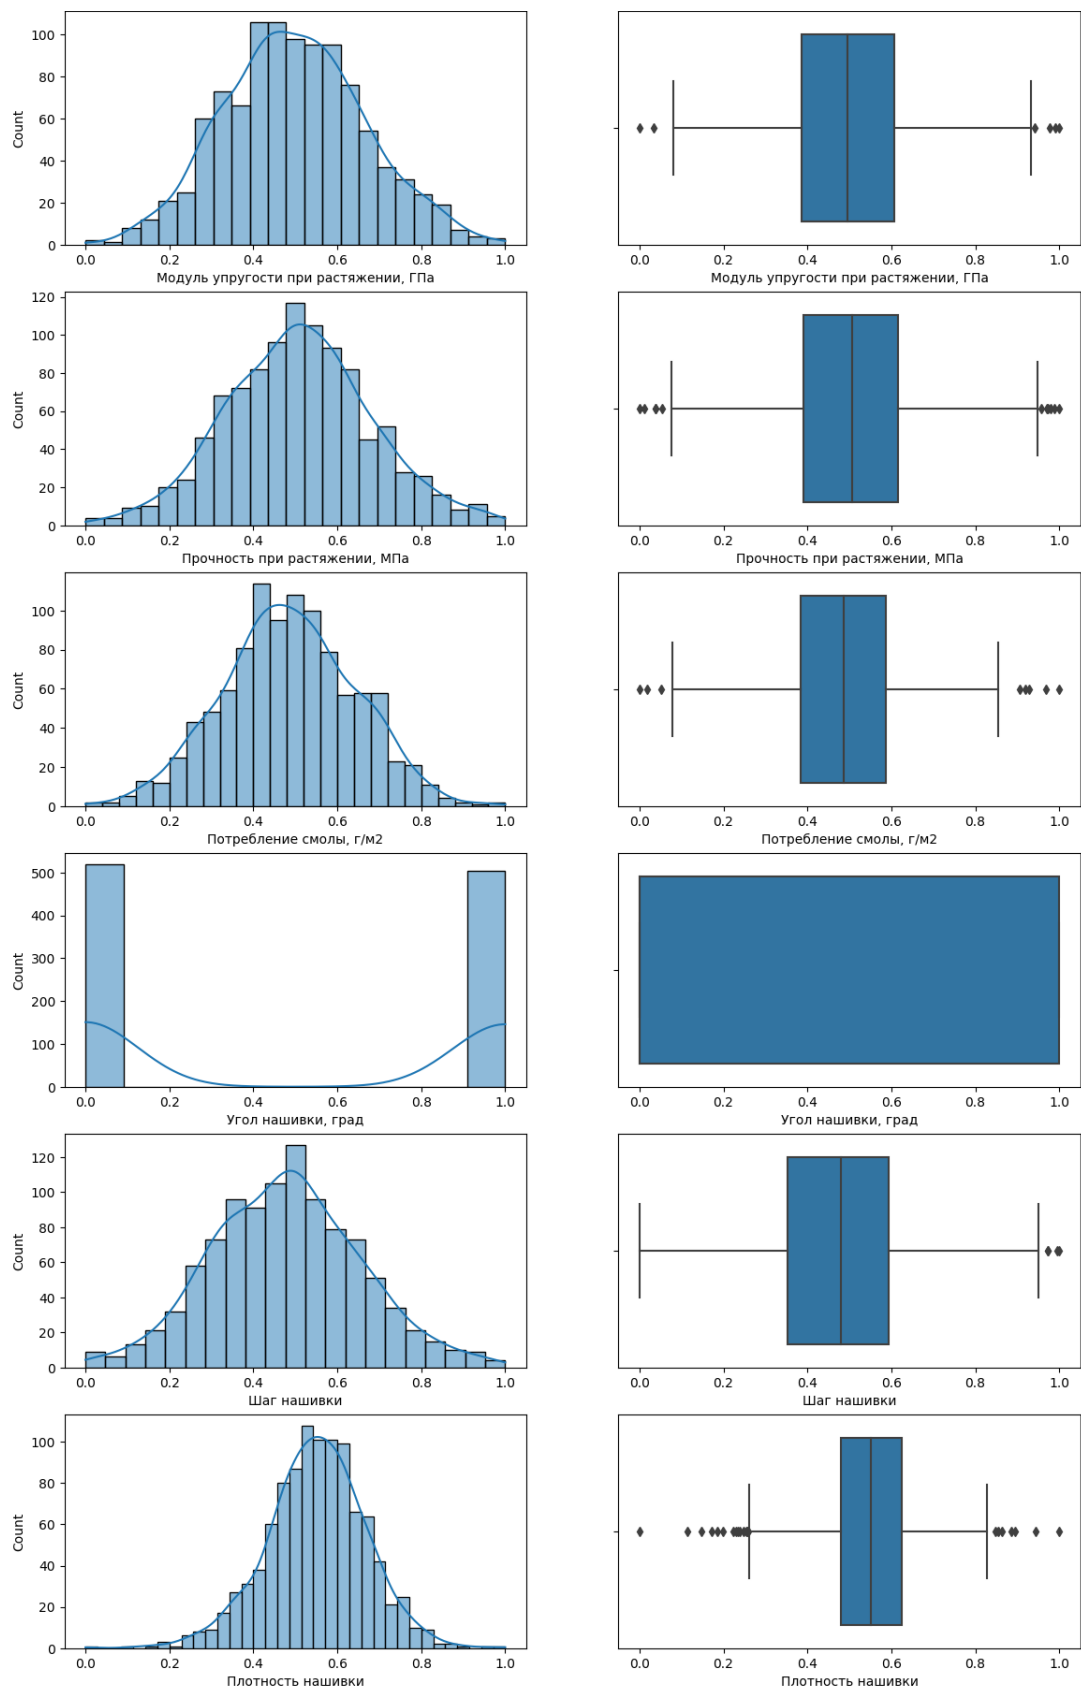 100
80
60
40
20
0
Count
0.0 0.2 0.4 0.6 0.8 1.0
Модуль упругости при растяжении, ГПа
0.0 0.2 0.4 0.6 0.8 1.0
Модуль упругости при растяжении, ГПа
120
100
80
60
40
20
0
Count
0.0 0.2 0.4 0.6 0.8 1.0
Прочность при растяжении, МПа
0.0 0.2 0.4 0.6 0.8 1.0
Прочность при растяжении, МПа
100
80
60
40
20
0
Count
0.0 0.2 0.4 0.6 0.8 1.0
Потребление смолы, г/м2
0.0 0.2 0.4 0.6 0.8 1.0
Потребление смолы, г/м2
500
400
300
200
100
0
Count
0.0 0.2 0.4 0.6 0.8 1.0
Угол нашивки, град
0.0 0.2 0.4 0.6 0.8 1.0
Угол нашивки, град
120
100
80
60
40
20
0
Count
0.0 0.2 0.4 0.6 0.8 1.0
Шаг нашивки
0.0 0.2 0.4 0.6 0.8 1.0
Шаг нашивки
100
80
60
40
20
0
Count
0.0 0.2 0.4 0.6 0.8 1.0
Плотность нашивки
0.0 0.2 0.4 0.6 0.8 1.0
Плотность нашивки